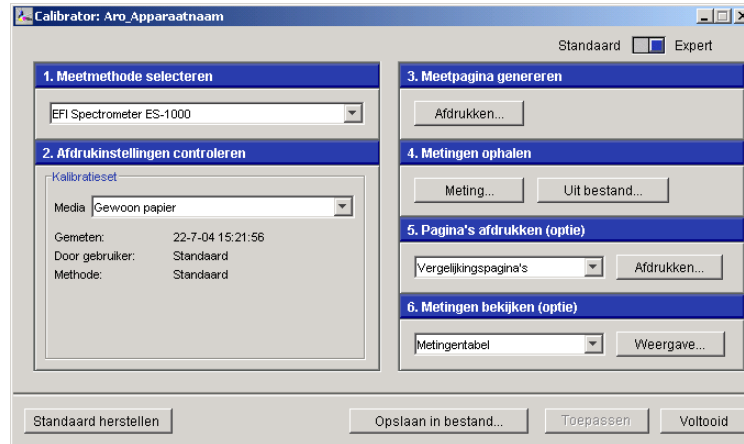 Calibrator: Aro_Apparaatnaam
Standaard Expert
1. Meetmethode selecteren
EFI Spectrometer ES-1000
2. Afdrukinstellingen controleren
Kalibratieset
Media Gewoon papier
Gemeten: 22-7-04 15:21:56
Door gebruiker: Standaard
Methode: Standaard
3. Meetpagina genereren
Afdrukken...
4. Metingen ophalen
Meting... Uit bestand...
5. Pagina's afdrukken (optie)
Vergelijkingspagina's Afdrukken...
6. Metingen bekijken (optie)
Metingentabel Weergave...
Standaard herstellen Opslaan in bestand... Toepassen Voltooid